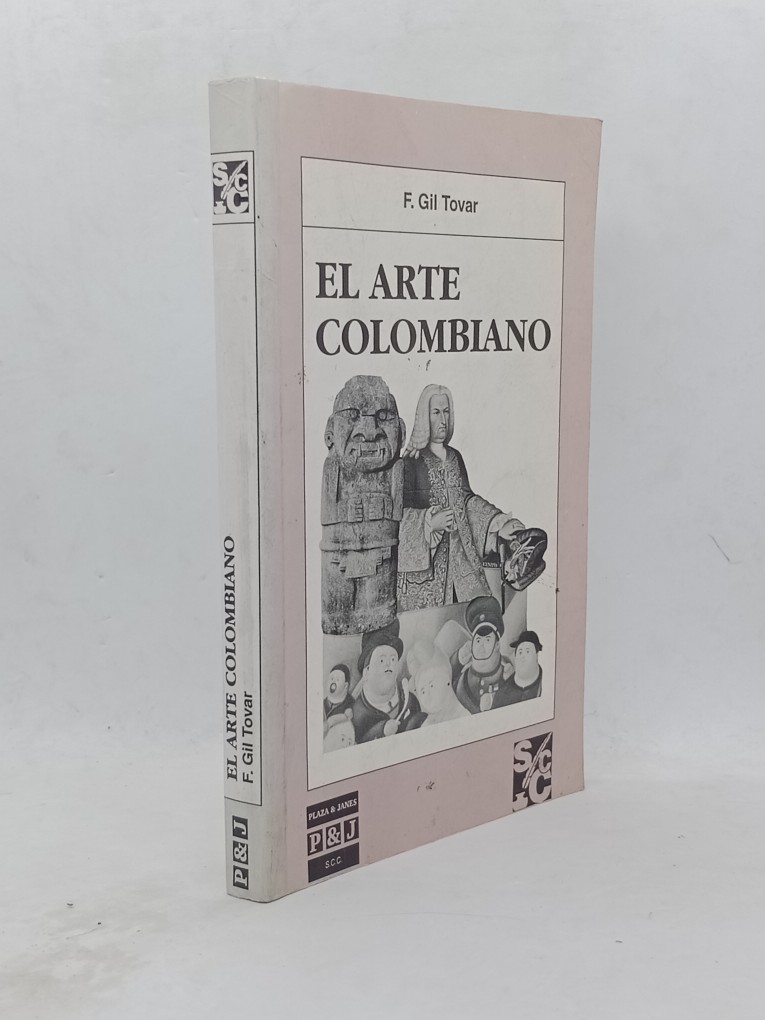 F. Gil Tovar
EL ARTE
COLOMBIANO
PLAZA & JANES
P & J
S.C.C.
S/C
&C
S/C
&C
EL ARTE COLOMBIANO
F. Gil Tovar
P & J